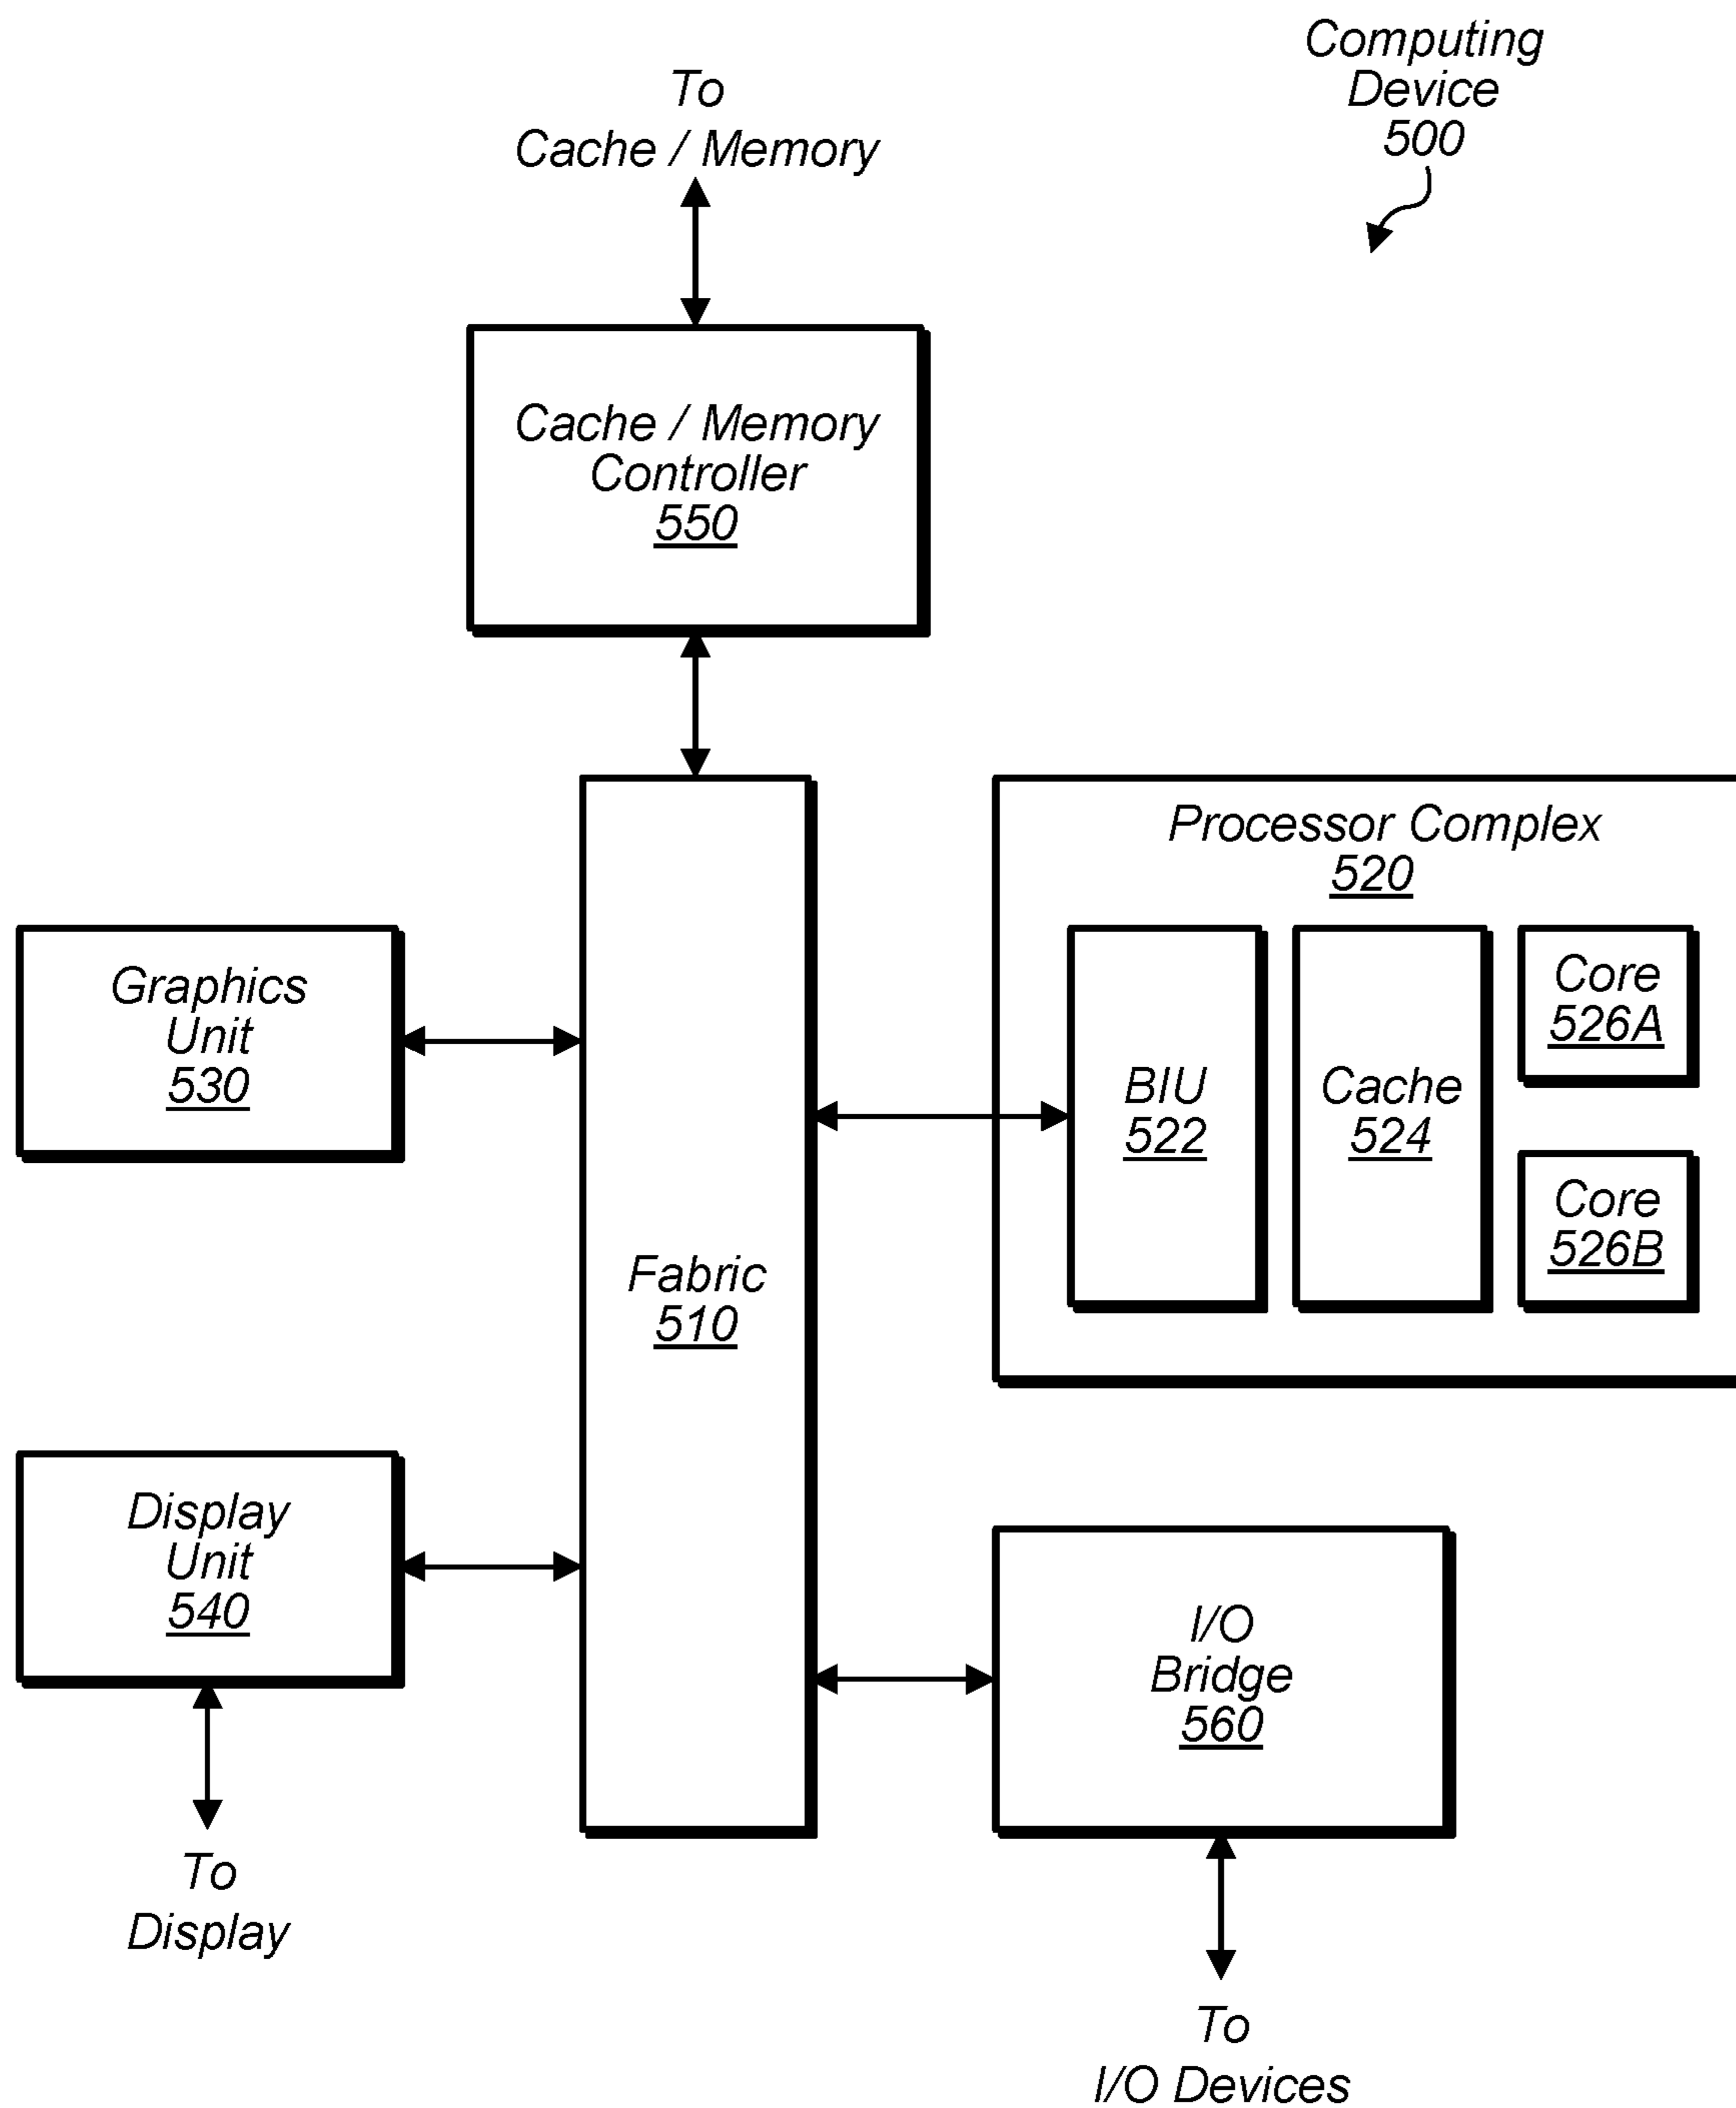 Computing
Device
500
To
Cache / Memory
Cache / Memory
Controller
550
Processor Complex
520
Graphics
Unit
530
BIU
522
Cache
524
Core
526A
Core
526B
Fabric
510
Display
Unit
540
I/O
Bridge
560
To
Display
To
I/O Devices